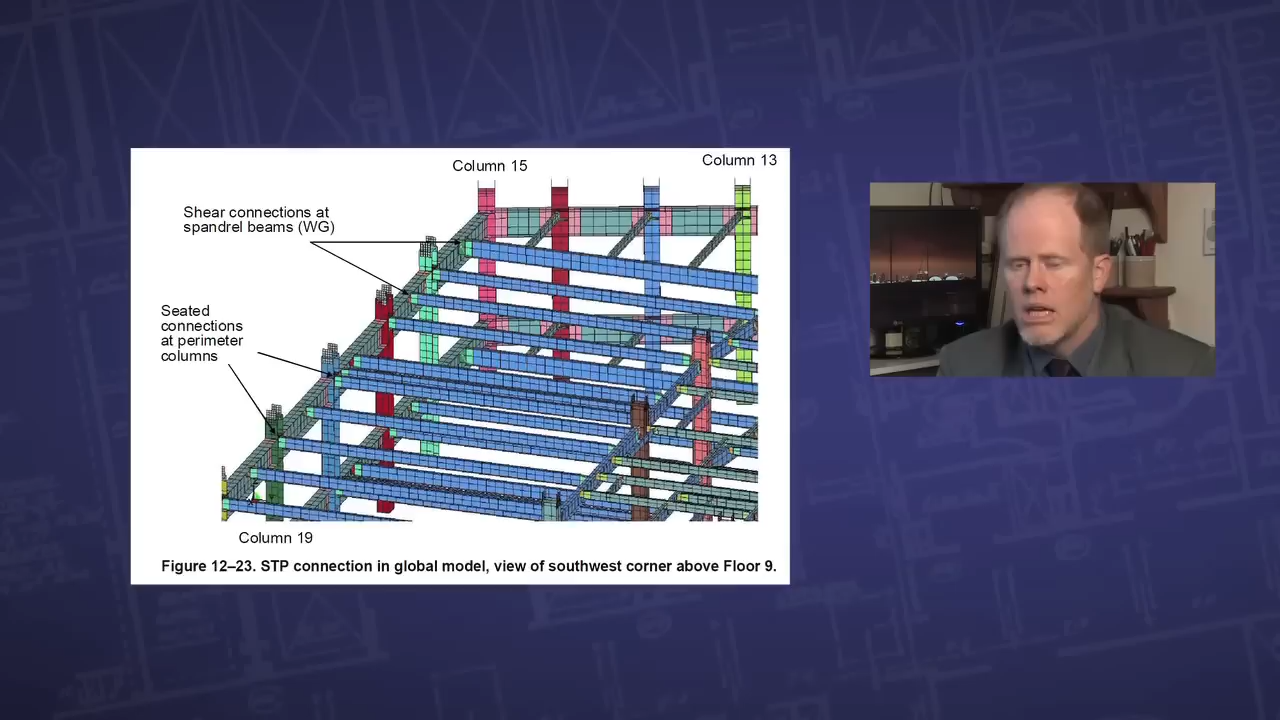 Column 15
Column 13
Shear connections at
spandrel beams (WG)
Seated
connections
at perimeter
columns
Column 19
Figure 12–23. STP connection in global model, view of southwest corner above Floor 9.